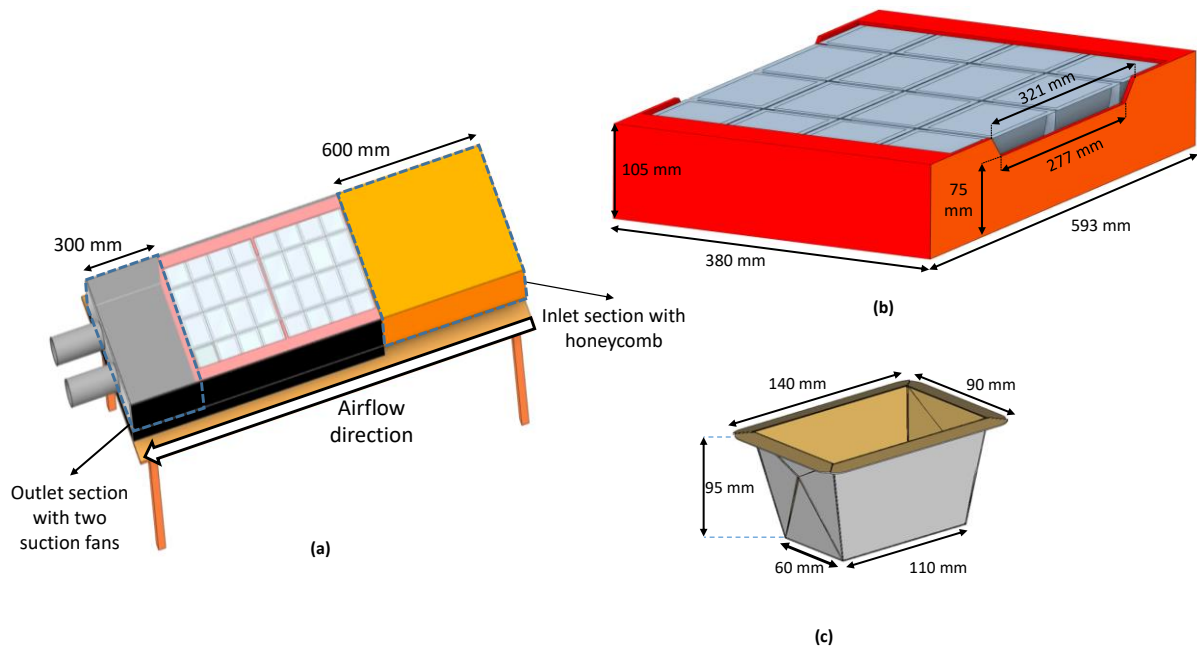 600 mm
300 mm
Inlet section with
honeycomb
Airflow
direction
Outlet section
with two
suction fans
(a)
321 mm
277 mm
105 mm
75
mm
593 mm
380 mm
(b)
140 mm
90 mm
95 mm
60 mm
110 mm
(c)